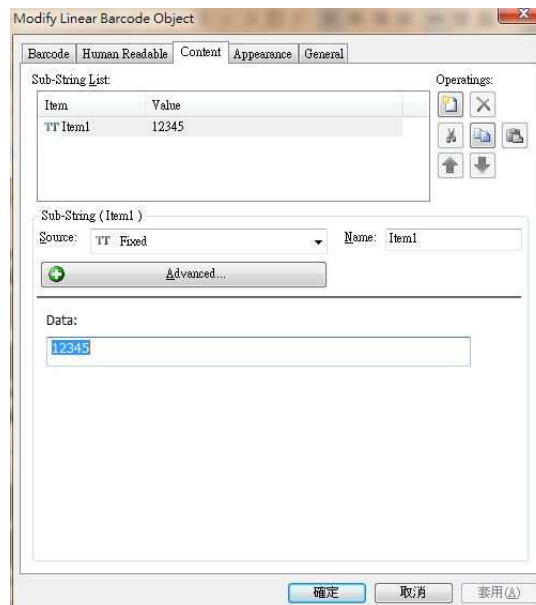 Modify Linear Barcode Object
Barcode Human Readable Content Appearance General
Sub-String List:
Operatings:
Item Value
TT Item1 12345
Sub-String ( Item1 )
Source: TT Fixed Name: Item1
Advanced...
Data:
12345
確定 取消 套用(A)